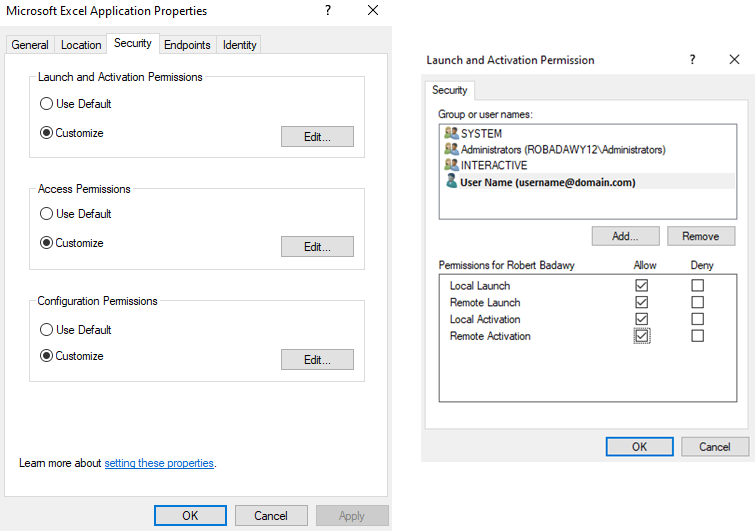 Microsoft Excel Application Properties
?
General Location Security Endpoints Identity
Launch and Activation Permissions
Use Default
Customize
Edit...
Access Permissions
Use Default
Customize
Edit...
Configuration Permissions
Use Default
Customize
Edit...
Learn more about setting these properties.
OK Cancel Apply
Launch and Activation Permission
?
Security
Group or user names:
SYSTEM
Administrators (ROBADAWY12\Administrators)
INTERACTIVE
User Name (username@domain.com)
Add... Remove
Permissions for Robert Badawy Allow Deny
Local Launch
Remote Launch
Local Activation
Remote Activation
OK Cancel